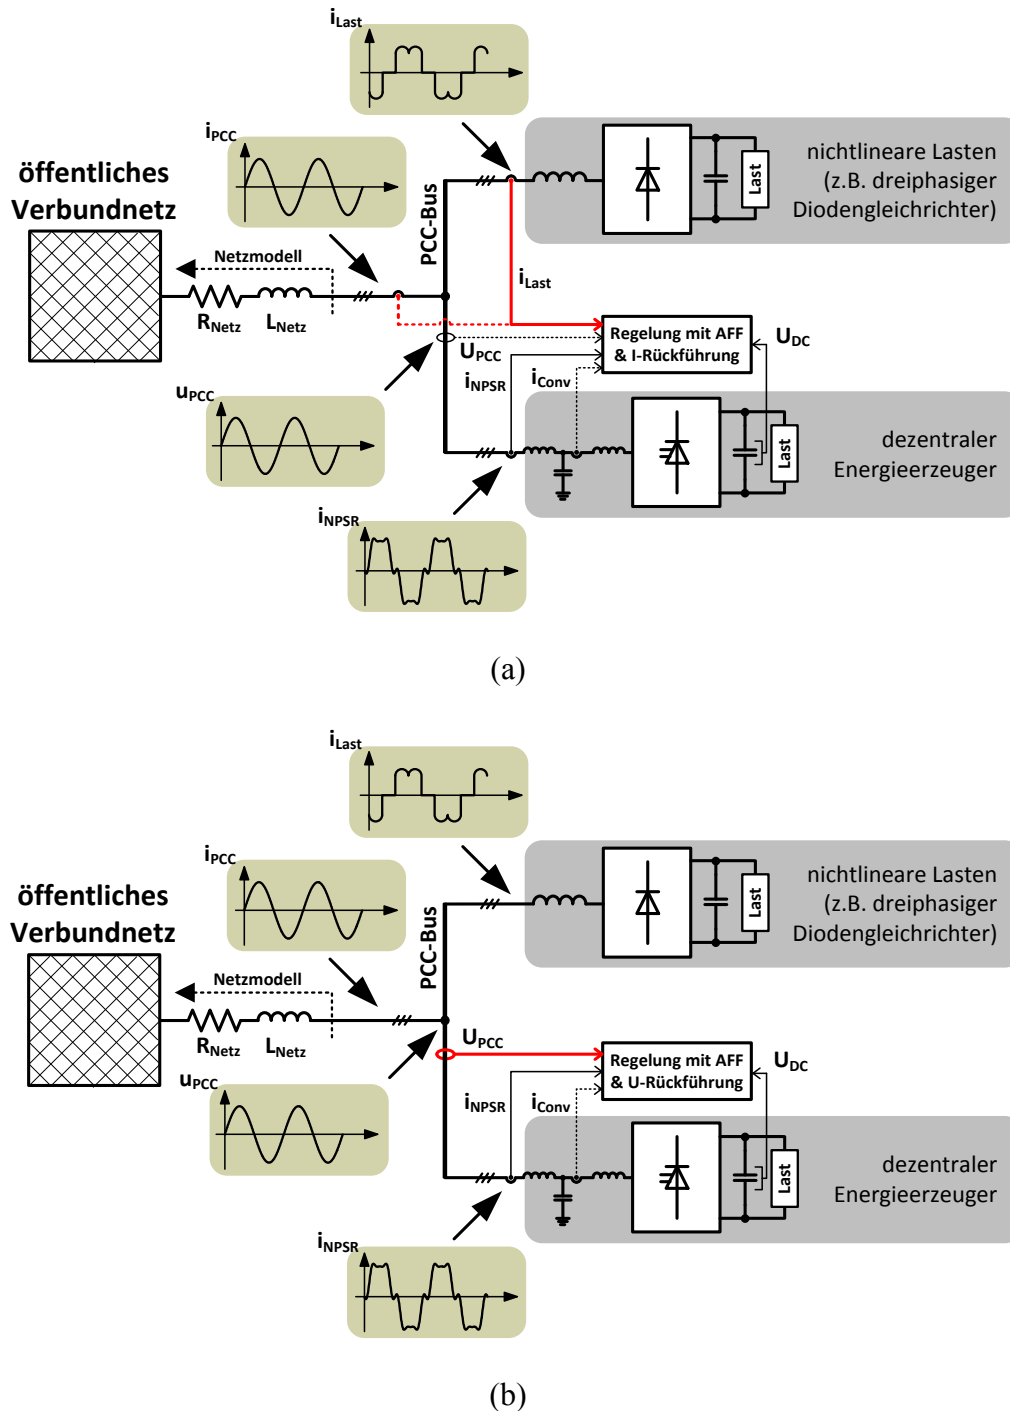 iLast
iPCC
öffentliches
Verbundnetz
nichtlineare Lasten
(z.B. dreiphasiger
Diodengleichrichter)
Last
PCC-Bus
Netzmodell
RNetz
LNetz
iLast
Regelung mit AFF
& I-Rückführung
UDC
UPCC
iNPSR
iConv
uPCC
dezentraler
Energieerzeuger
Last
iNPSR
(a)
iLast
iPCC
öffentliches
Verbundnetz
nichtlineare Lasten
(z.B. dreiphasiger
Diodengleichrichter)
Last
PCC-Bus
Netzmodell
RNetz
LNetz
UPCC
Regelung mit AFF
& U-Rückführung
UDC
uPCC
iNPSR
iConv
dezentraler
Energieerzeuger
Last
iNPSR
(b)